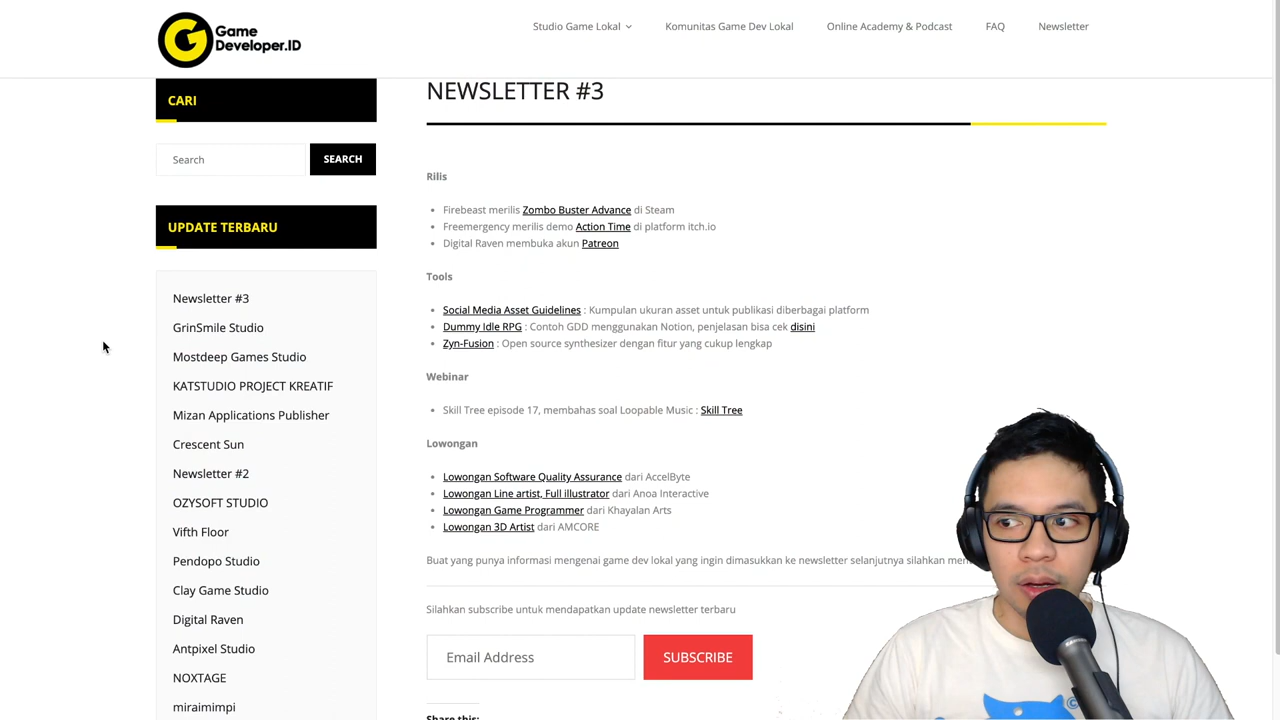 Game
Developer.ID
Studio Game Lokal
Komunitas Game Dev Lokal
Online Academy & Podcast
FAQ
Newsletter
CARI
Search
SEARCH
UPDATE TERBARU
Newsletter #3
GrinSmile Studio
Mostdeep Games Studio
KATSTUDIO PROJECT KREATIF
Mizan Applications Publisher
Crescent Sun
Newsletter #2
OZYSOFT STUDIO
Vifth Floor
Pendopo Studio
Clay Game Studio
Digital Raven
Antpixel Studio
NOXTAGE
miraimimpi
NEWSLETTER #3
Rilis
Firebeast merilis Zombo Buster Advance di Steam
Freemergency merilis demo Action Time di platform itch.io
Digital Raven membuka akun Patreon
Tools
Social Media Asset Guidelines : Kumpulan ukuran asset untuk publikasi diberbagai platform
Dummy Idle RPG : Contoh GDD menggunakan Notion, penjelasan bisa cek disini
Zyn-Fusion : Open source synthesizer dengan fitur yang cukup lengkap
Webinar
Skill Tree episode 17, membahas soal Loopable Music : Skill Tree
Lowongan
Lowongan Software Quality Assurance dari AccelByte
Lowongan Line artist, Full illustrator dari Anoa Interactive
Lowongan Game Programmer dari Khayalan Arts
Lowongan 3D Artist dari AMCORE
Buat yang punya informasi mengenai game dev lokal yang ingin dimasukkan ke newsletter selanjutnya silahkan
Silahkan subscribe untuk mendapatkan update newsletter terbaru
Email Address
SUBSCRIBE
Share this: